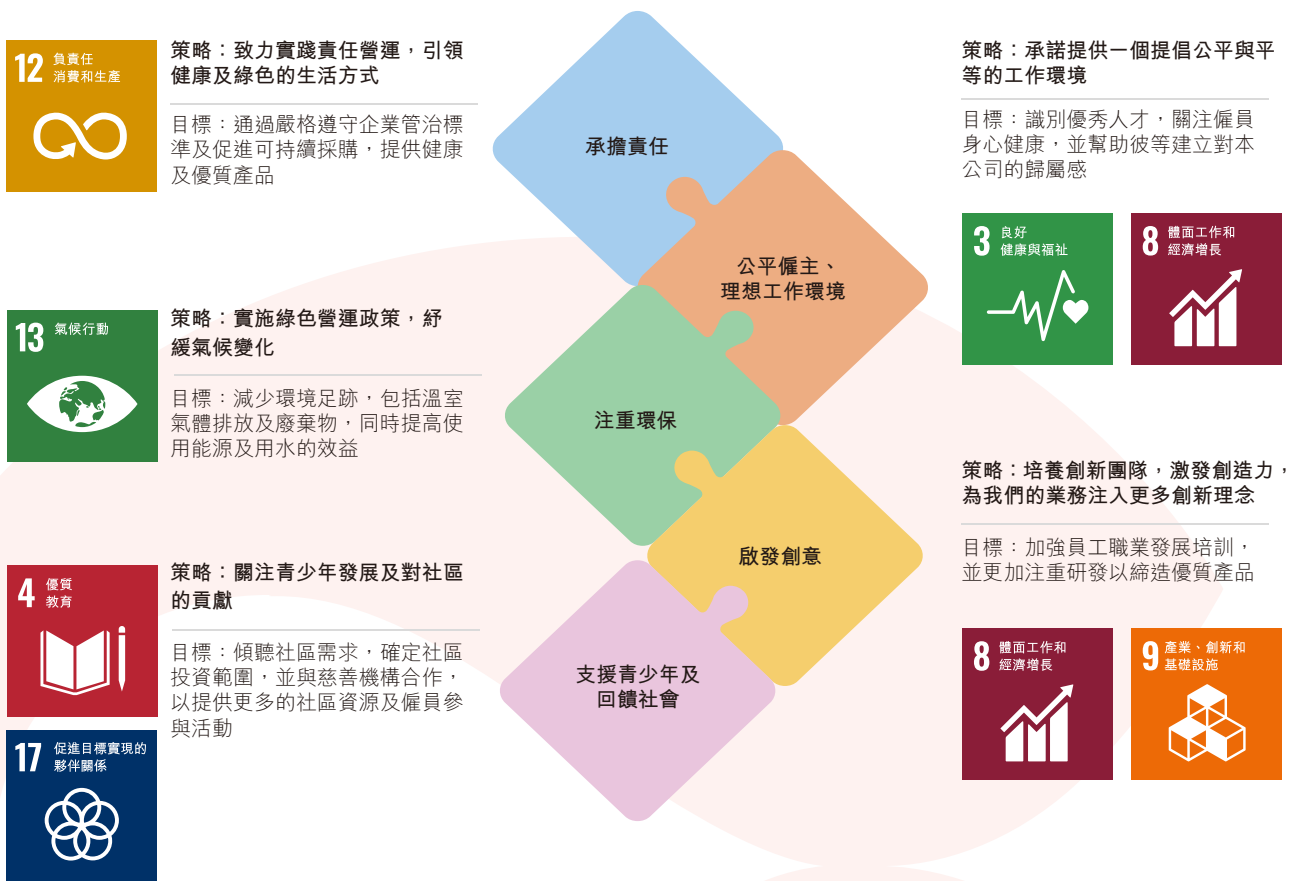 12 負責任
消費和生產
策略：致力實踐責任營運，引領
健康及綠色的生活方式
目標：通過嚴格遵守企業管治標
準及促進可持續採購，提供健康
及優質產品
承擔責任
策略：承諾提供一個提倡公平與平
等的工作環境
目標：識別優秀人才，關注僱員
身心健康，並幫助彼等建立對本
公司的歸屬感
3 良好
健康與福祉
8 體面工作和
經濟增長
公平僱主、
理想工作環境
13 氣候行動
策略：實施綠色營運政策，紓
緩氣候變化
目標：減少環境足跡，包括溫室
氣體排放及廢棄物，同時提高使
用能源及用水的效益
注重環保
策略：培養創新團隊，激發創造力，
為我們的業務注入更多創新理念
目標：加強員工職業發展培訓，
並更加注重研發以締造優質產品
8 體面工作和
經濟增長
9 產業、創新和
基礎設施
啟發創意
4 優質
教育
策略：關注青少年發展及對社區
的貢獻
目標：傾聽社區需求，確定社區
投資範圍，並與慈善機構合作，
以提供更多的社區資源及僱員參
與活動
17 促進目標實現的
夥伴關係
支援青少年及
回饋社會